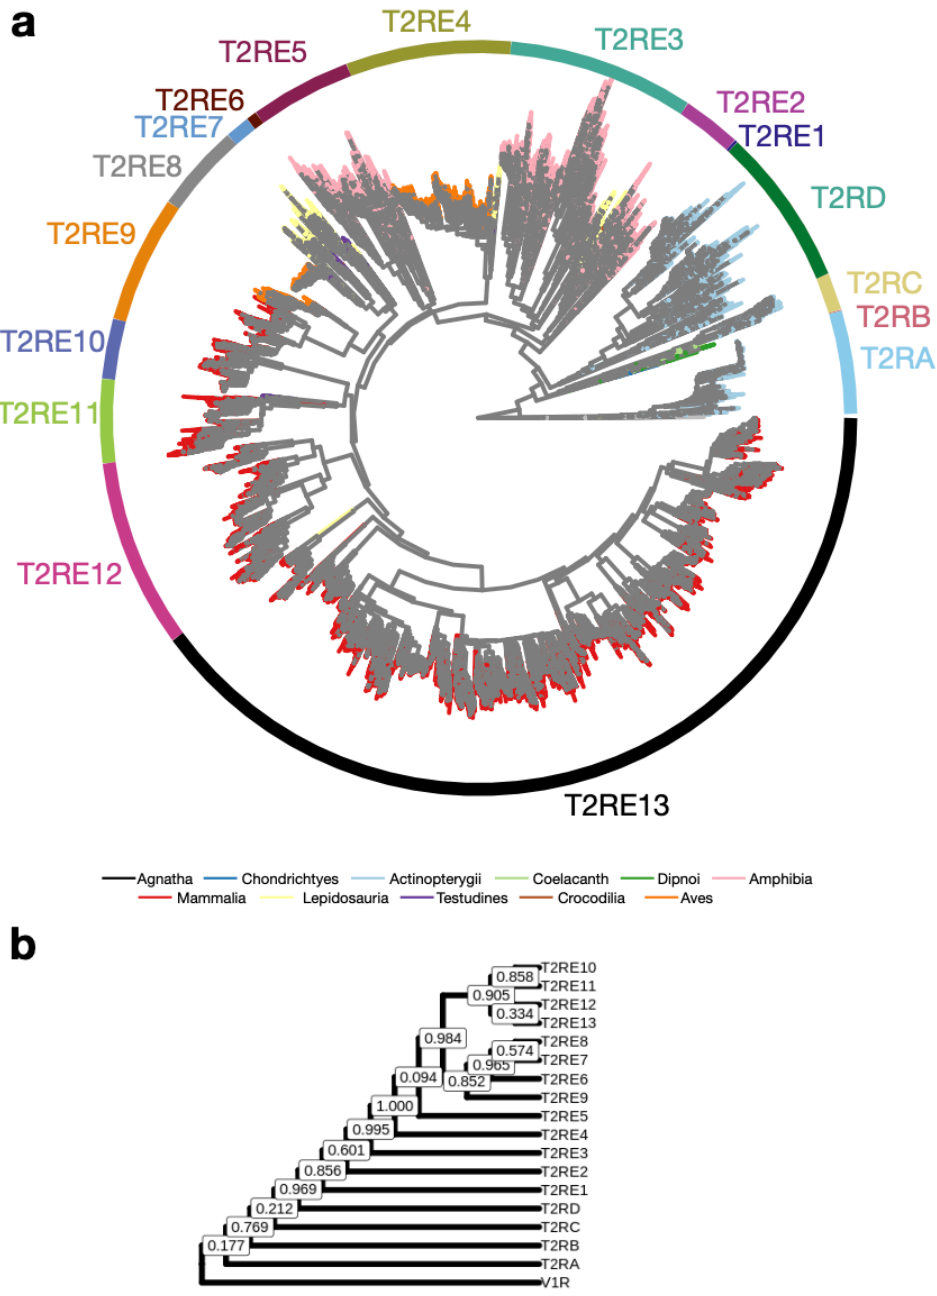 a
T2RE4
T2RE3
T2RE5
T2RE6
T2RE2
T2RE7
T2RE1
T2RE8
T2RD
T2RE9
T2RC
T2RB
T2RE10
T2RA
T2RE11
T2RE12
T2RE13
Agnatha Chondrichtyes Actinopterygii Coelacanth Dipnoi Amphibia
Mammalia Lepidosauria Testudines Crocodilia Aves
b
T2RE10
0.858
T2RE11
0.905
T2RE12
0.334
T2RE13
0.984
T2RE8
0.574
T2RE7
0.965
0.094
T2RE6
0.852
T2RE9
1.000
T2RE5
0.995
T2RE4
0.601
T2RE3
0.856
T2RE2
0.969
T2RE1
0.212
T2RD
0.769
T2RC
0.177
T2RB
T2RA
V1R